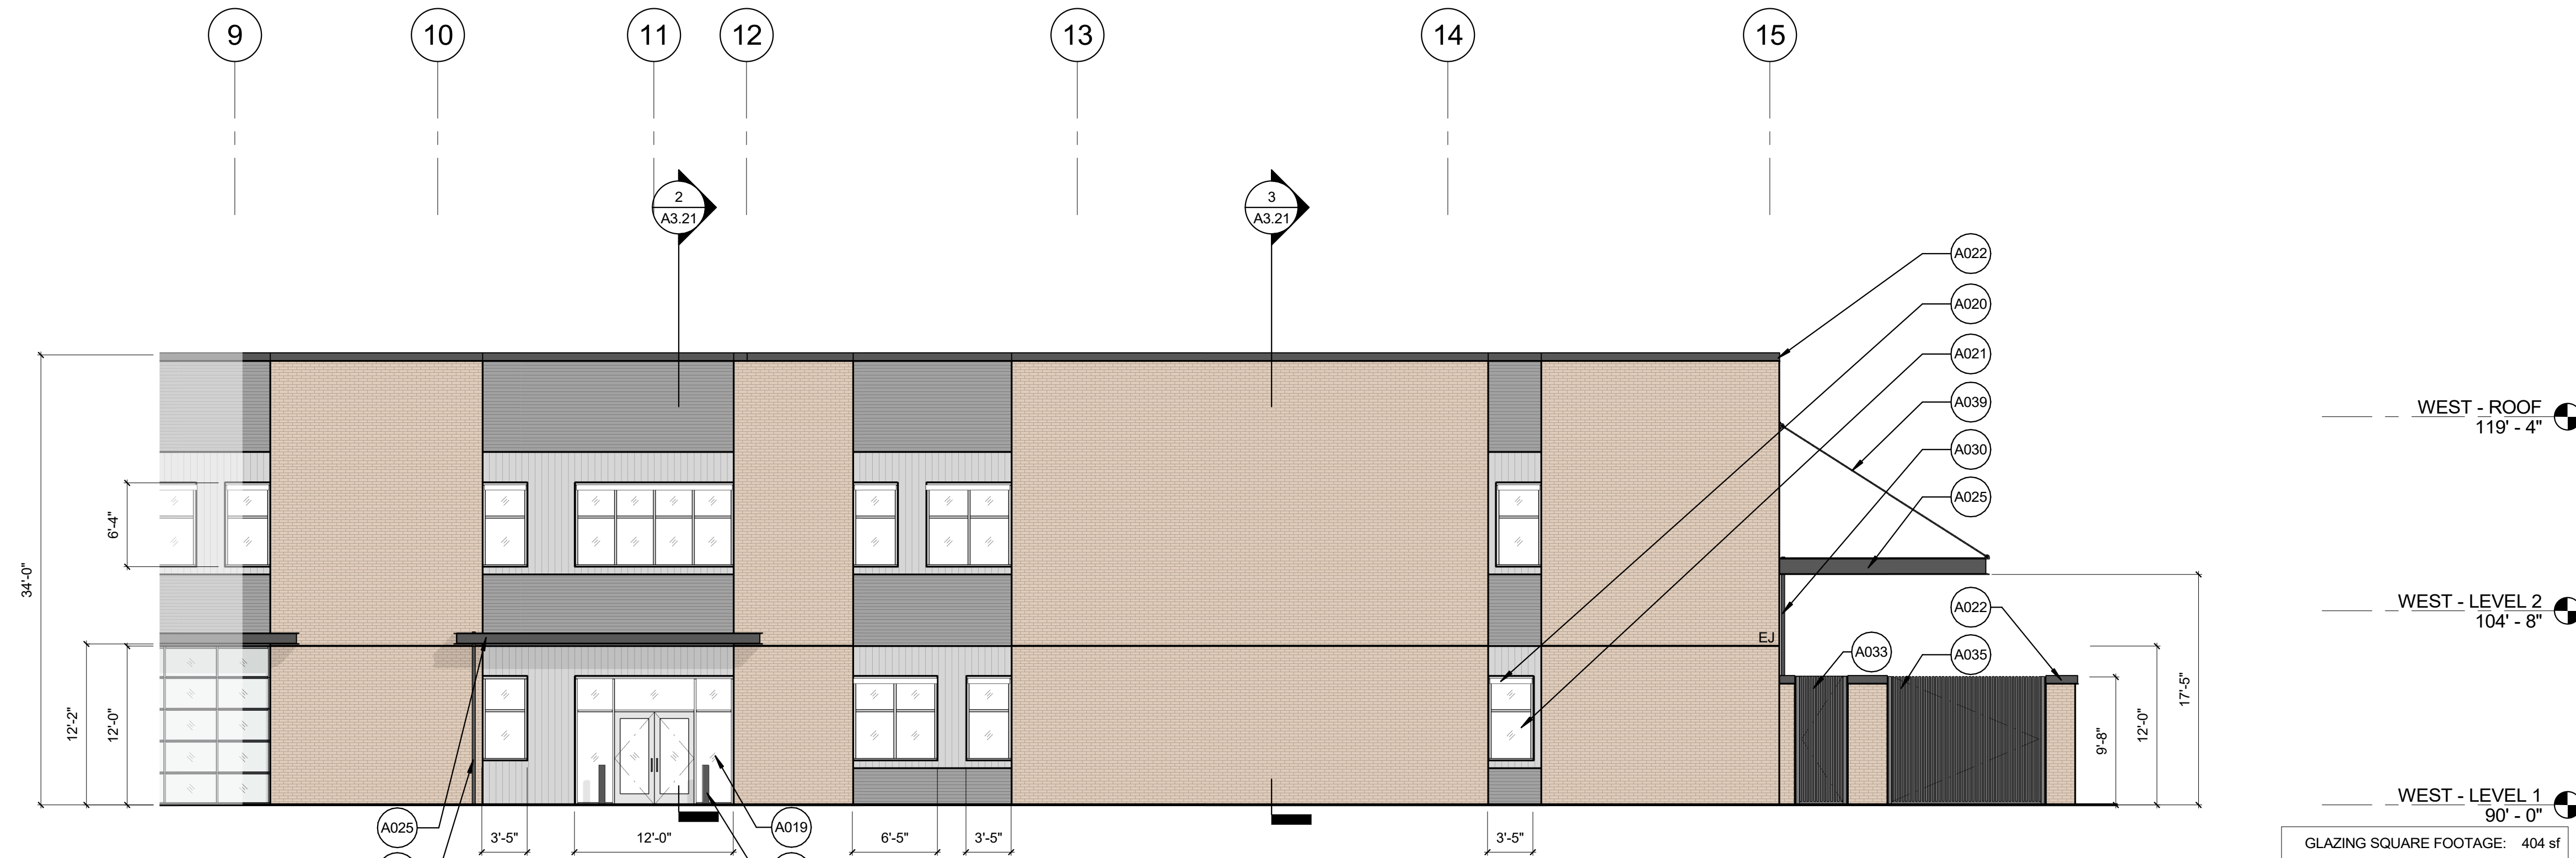 9
10
11
12
13
14
15
2
A3.21
3
A3.21
A022
A020
A021
A039
A030
A025
A022
A033
A035
WEST - ROOF
119' - 4"
WEST - LEVEL 2
104' - 8"
WEST - LEVEL 1
90' - 0"
34'-0"
6'-4"
12'-2"
12'-0"
EJ
17'-5"
12'-0"
9'-8"
A025
3'-5"
12'-0"
A019
6'-5"
3'-5"
3'-5"
GLAZING SQUARE FOOTAGE: 404 sf